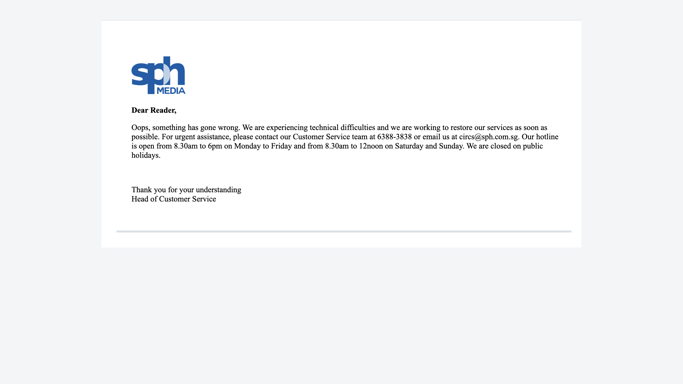 sph
MEDIA
Dear Reader,
Oops, something has gone wrong. We are experiencing technical difficulties and we are working to restore our services as soon as
possible. For urgent assistance, please contact our Customer Service team at 6388-3838 or email us at circs@sph.com.sg. Our hotline
is open from 8.30am to 6pm on Monday to Friday and from 8.30am to 12noon on Saturday and Sunday. We are closed on public
holidays.
Thank you for your understanding
Head of Customer Service